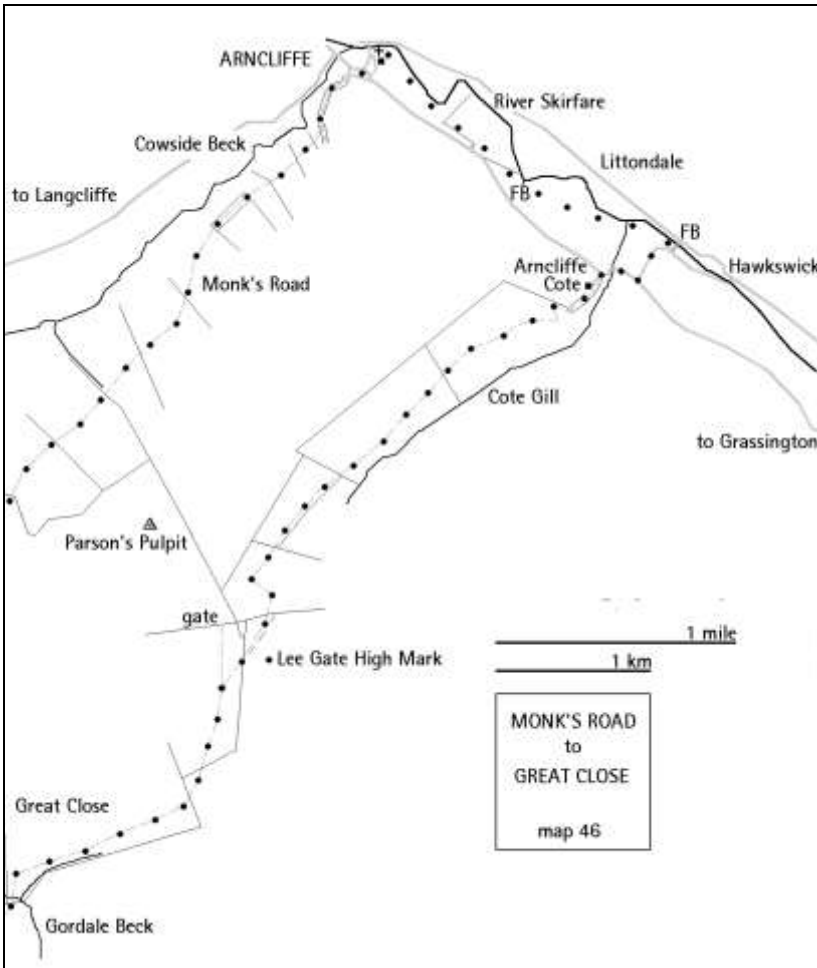 ARNCLIFFE
River Skirfare
Cowside Beck
Littondale
to Langcliffe
FB
FB
Arncliffe
Cote
Hawkswick
Monk's Road
Cote Gill
to Grassington
Parson's Pulpit
gate
1 mile
Lee Gate High Mark
1 km
MONK'S ROAD
to
GREAT CLOSE
map 46
Great Close
Gordale Beck